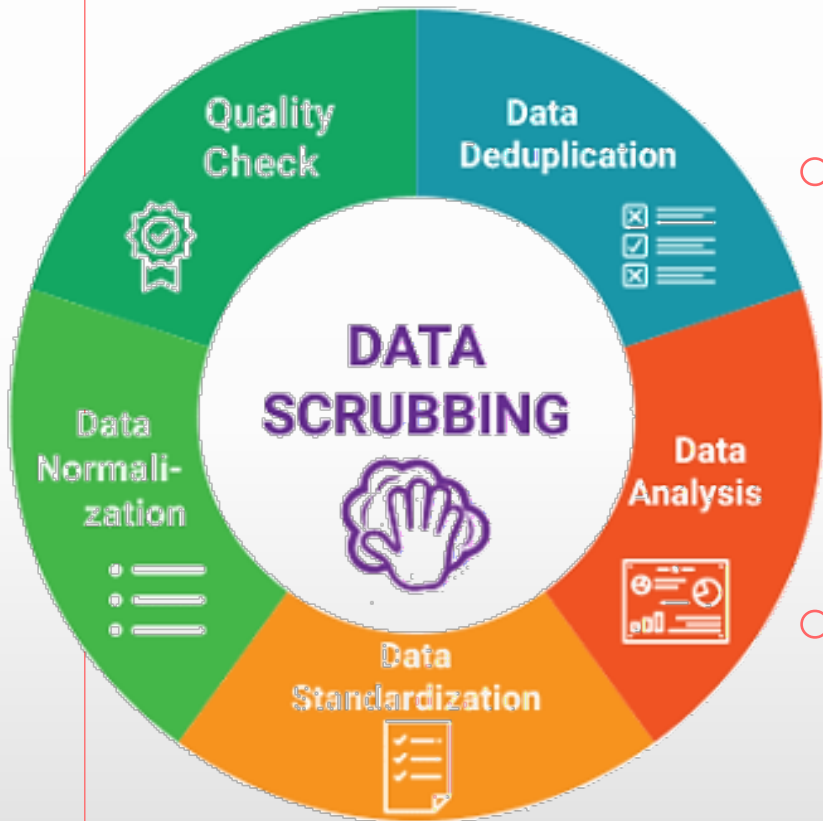 DATA
SCRUBBING
Data
Deduplication
Data
Analysis
Data
Standardization
Data
Normali-
zation
Quality
Check